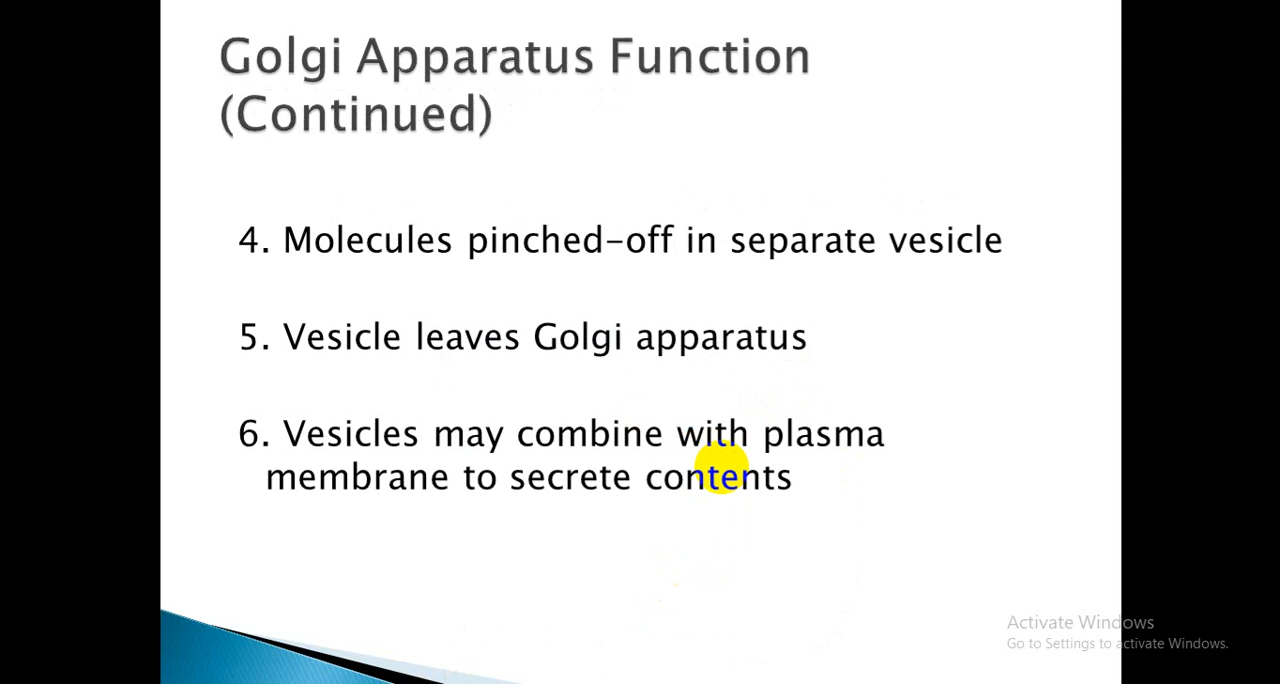 Golgi Apparatus Function
(Continued)
4. Molecules pinched-off in separate vesicle
5. Vesicle leaves Golgi apparatus
6. Vesicles may combine with plasma
membrane to secrete contents
Activate Windows
Go to Settings to activate Windows.